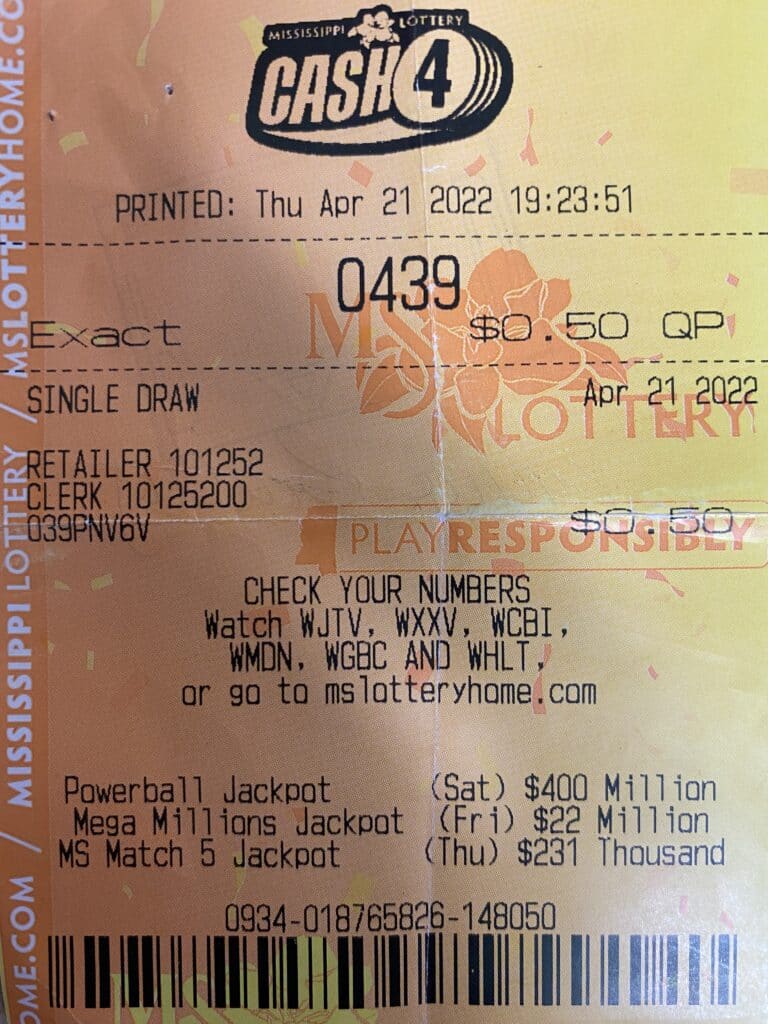 MISSISSIPPI LOTTERY
CASH 4
PRINTED: Thu Apr 21 2022 19:23:51
0439
Exact $0.50 QP
SINGLE DRAW Apr 21 2022
MS
LOTTERY
RETAILER 101252
CLERK 10125200
039PNV6V $0.50
PLAY RESPONSIBLY
CHECK YOUR NUMBERS
Watch WJTV, WXXV, WCBI,
WMDN, WGBC AND WHLT,
or go to mslotteryhome.com
Powerball Jackpot (Sat) $400 Million
Mega Millions Jackpot (Fri) $22 Million
MS Match 5 Jackpot (Thu) $231 Thousand
0934-018765826-148050
MS
OME.COM / MISSISSIPPI LOTTERY / MSLOTTERYHOME.CO